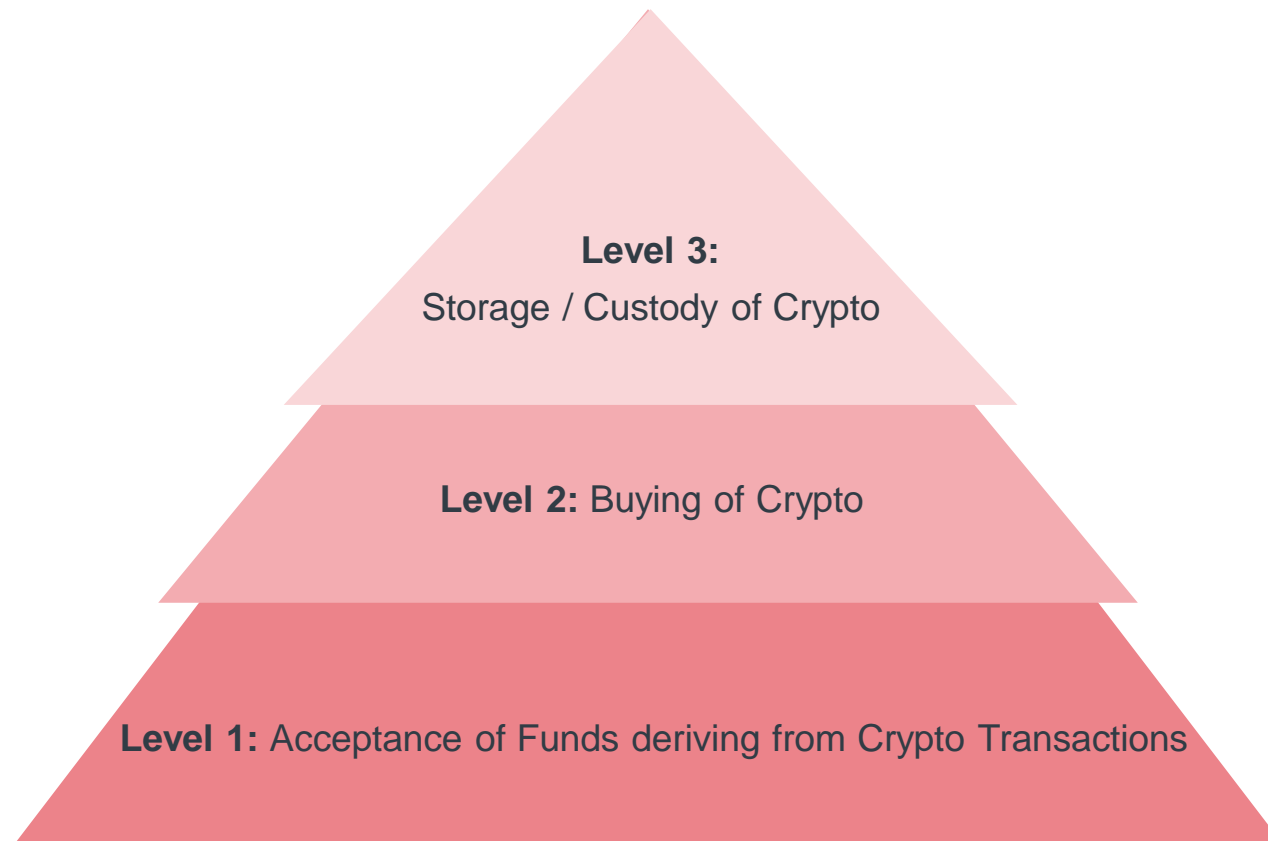 Level 3:
Storage / Custody of Crypto
Level 2: Buying of Crypto
Level 1: Acceptance of Funds deriving from Crypto Transactions